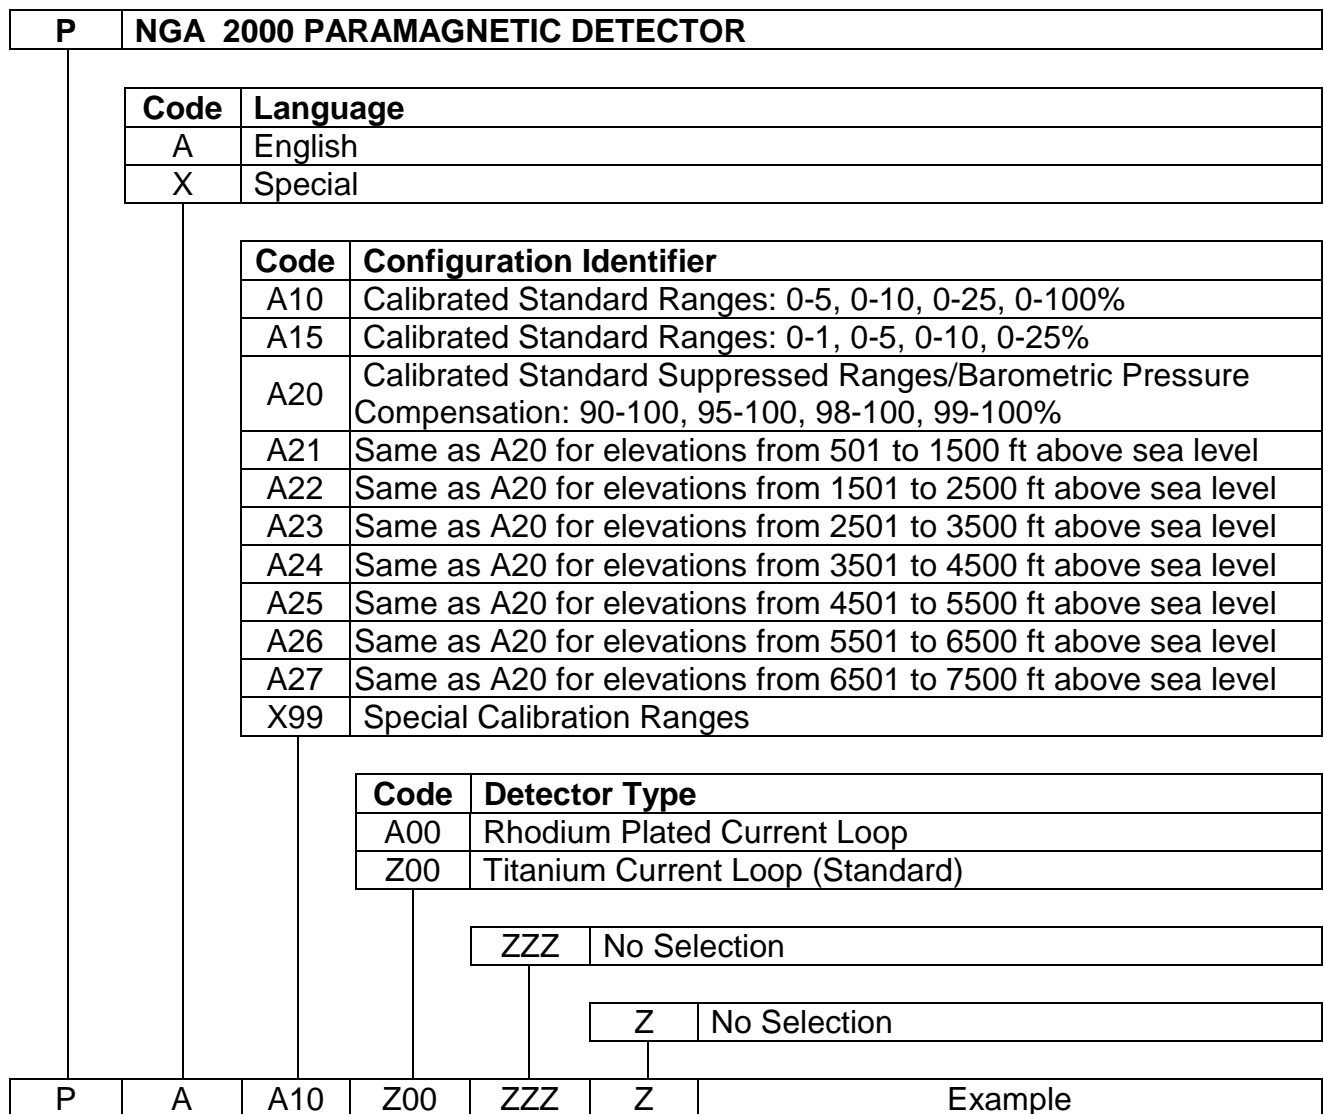 P NGA 2000 PARAMAGNETIC DETECTOR
Code Language
A English
X Special
Code Configuration Identifier
A10 Calibrated Standard Ranges: 0-5, 0-10, 0-25, 0-100%
A15 Calibrated Standard Ranges: 0-1, 0-5, 0-10, 0-25%
A20 Calibrated Standard Suppressed Ranges/Barometric Pressure
Compensation: 90-100, 95-100, 98-100, 99-100%
A21 Same as A20 for elevations from 501 to 1500 ft above sea level
A22 Same as A20 for elevations from 1501 to 2500 ft above sea level
A23 Same as A20 for elevations from 2501 to 3500 ft above sea level
A24 Same as A20 for elevations from 3501 to 4500 ft above sea level
A25 Same as A20 for elevations from 4501 to 5500 ft above sea level
A26 Same as A20 for elevations from 5501 to 6500 ft above sea level
A27 Same as A20 for elevations from 6501 to 7500 ft above sea level
X99 Special Calibration Ranges
Code Detector Type
A00 Rhodium Plated Current Loop
Z00 Titanium Current Loop (Standard)
ZZZ No Selection
Z No Selection
P A A10 Z00 ZZZ Z Example